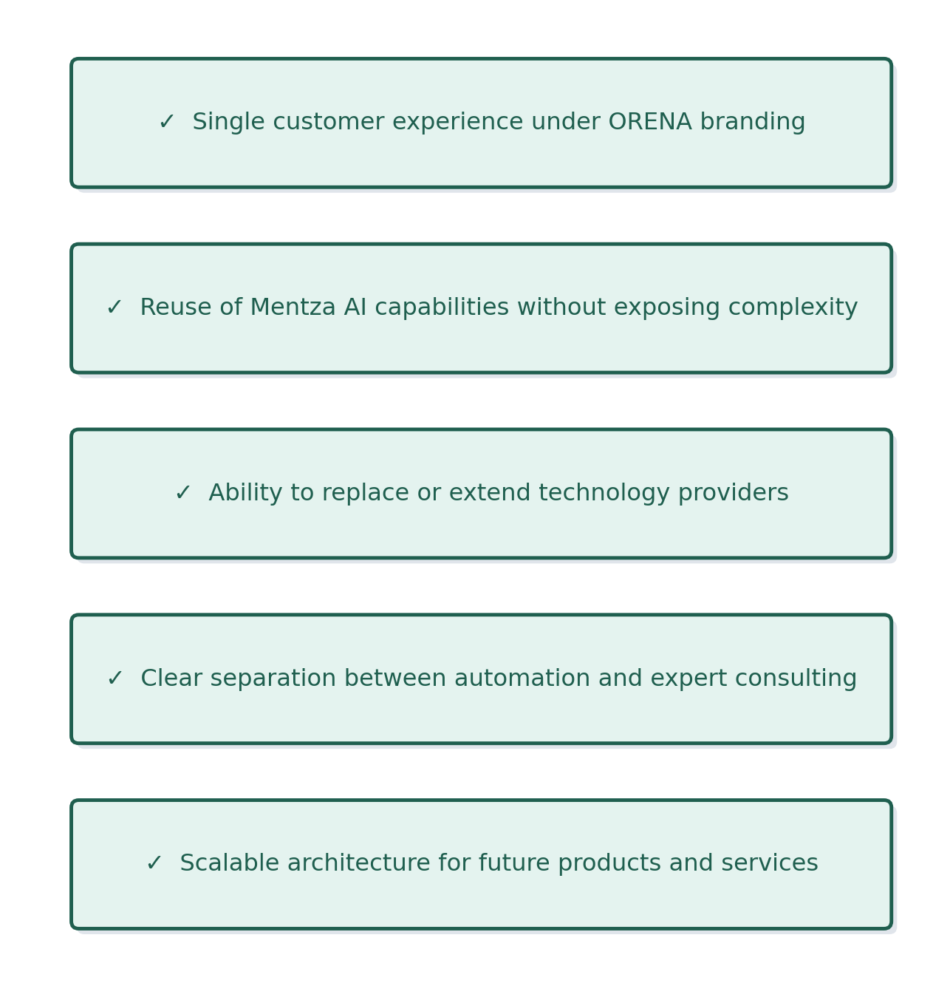 ✓ Single customer experience under ORENA branding
✓ Reuse of Mentza AI capabilities without exposing complexity
✓ Ability to replace or extend technology providers
✓ Clear separation between automation and expert consulting
✓ Scalable architecture for future products and services